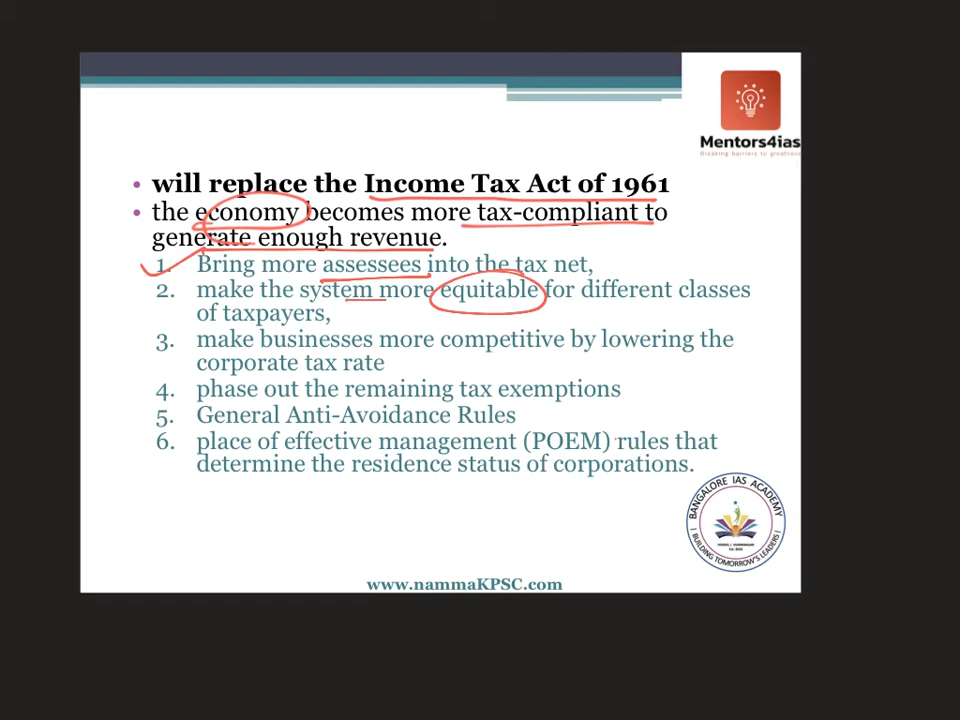 Mentors4ias
Breaking barriers to greatness
• will replace the Income Tax Act of 1961
• the economy becomes more tax-compliant to
generate enough revenue.
1. Bring more assessees into the tax net,
2. make the system more equitable for different classes
of taxpayers,
3. make businesses more competitive by lowering the
corporate tax rate
4. phase out the remaining tax exemptions
5. General Anti-Avoidance Rules
6. place of effective management (POEM) rules that
determine the residence status of corporations.
BANGALORE IAS ACADEMY
| BUILDING TOMORROW'S LEADERS |
www.nammaKPSC.com